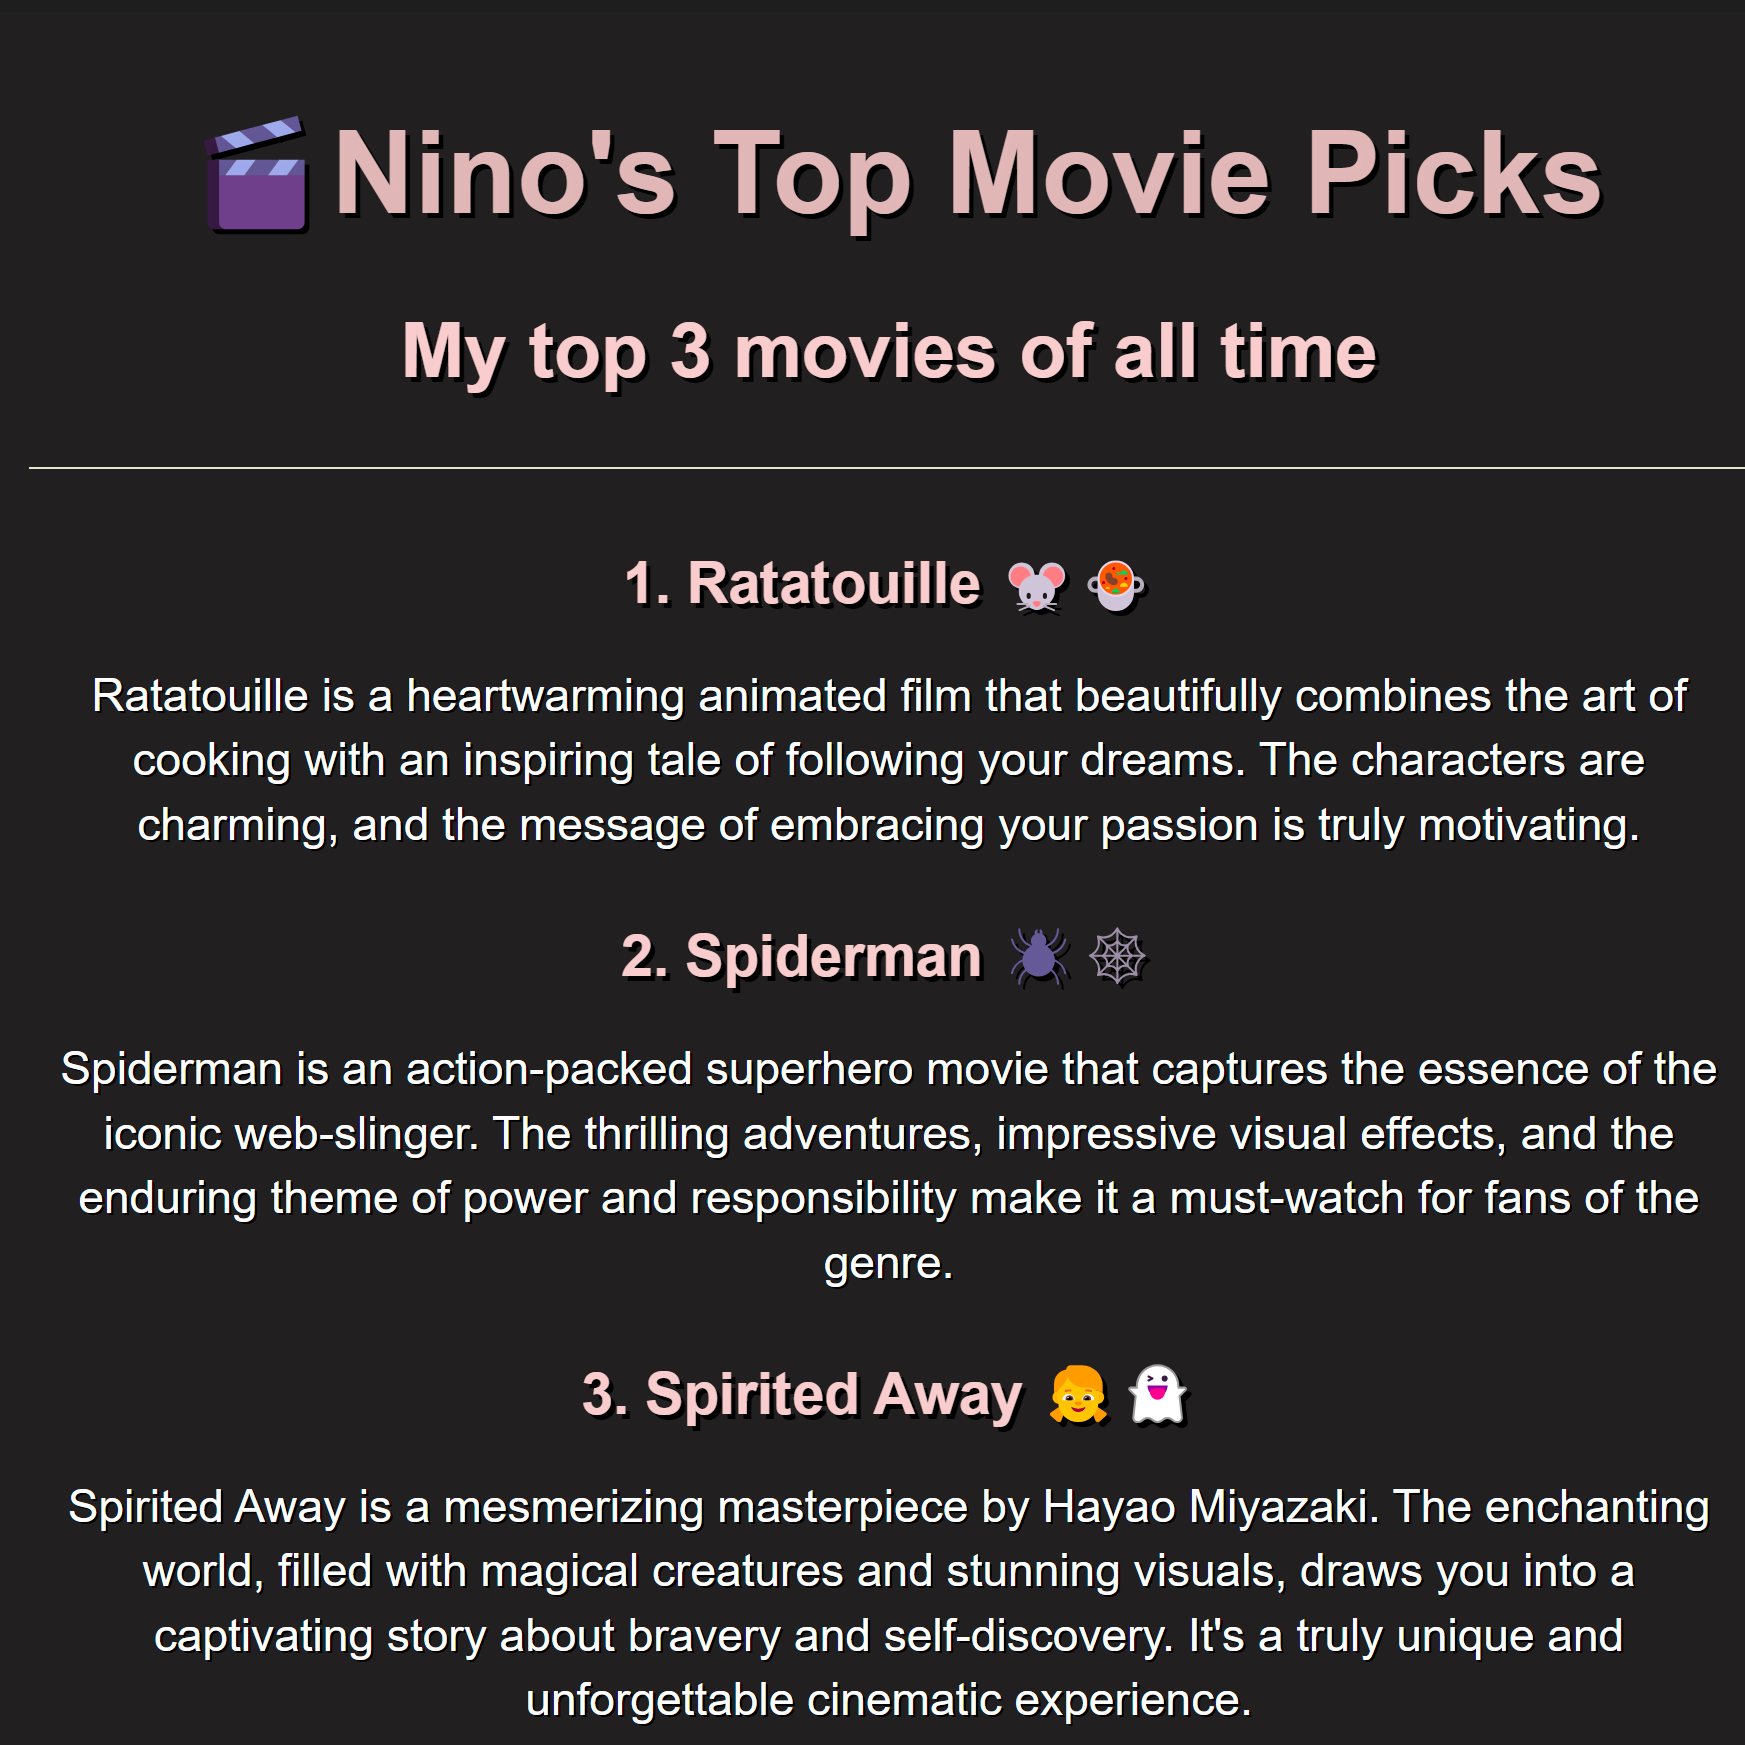 Nino's Top Movie Picks
My top 3 movies of all time
1. Ratatouille
Ratatouille is a heartwarming animated film that beautifully combines the art of
cooking with an inspiring tale of following your dreams. The characters are
charming, and the message of embracing your passion is truly motivating.
2. Spiderman
Spiderman is an action-packed superhero movie that captures the essence of the
iconic web-slinger. The thrilling adventures, impressive visual effects, and the
enduring theme of power and responsibility make it a must-watch for fans of the
genre.
3. Spirited Away
Spirited Away is a mesmerizing masterpiece by Hayao Miyazaki. The enchanting
world, filled with magical creatures and stunning visuals, draws you into a
captivating story about bravery and self-discovery. It's a truly unique and
unforgettable cinematic experience.